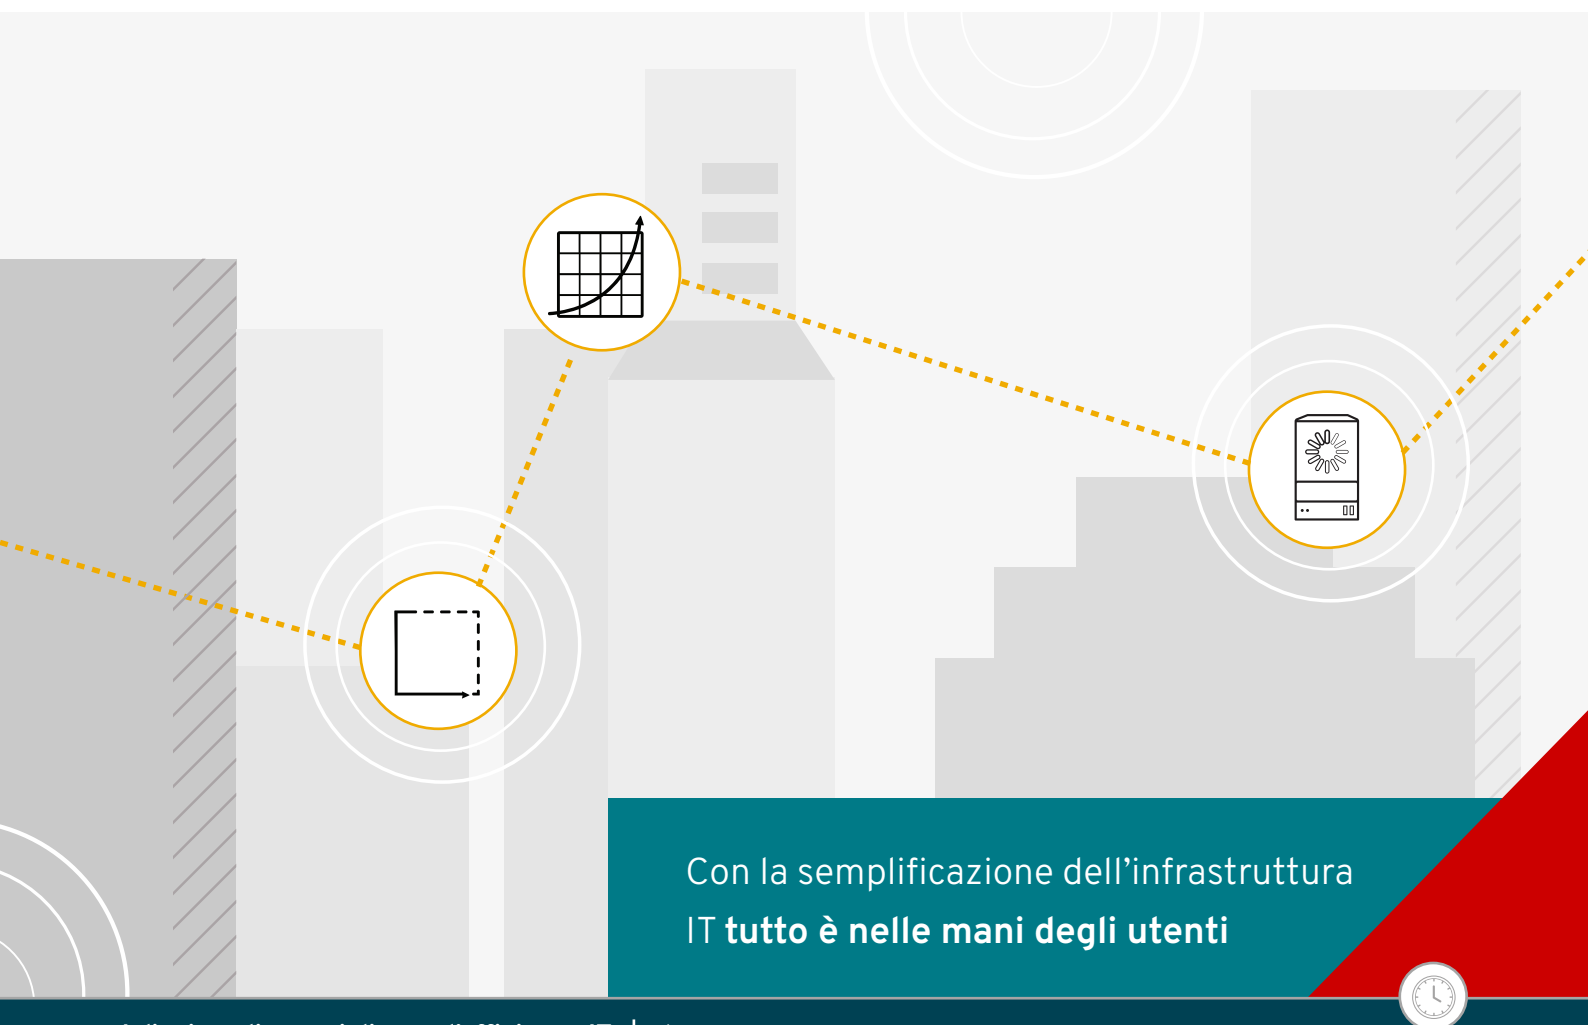 Con la semplificazione dell’infrastruttura
IT tutto è nelle mani degli utenti